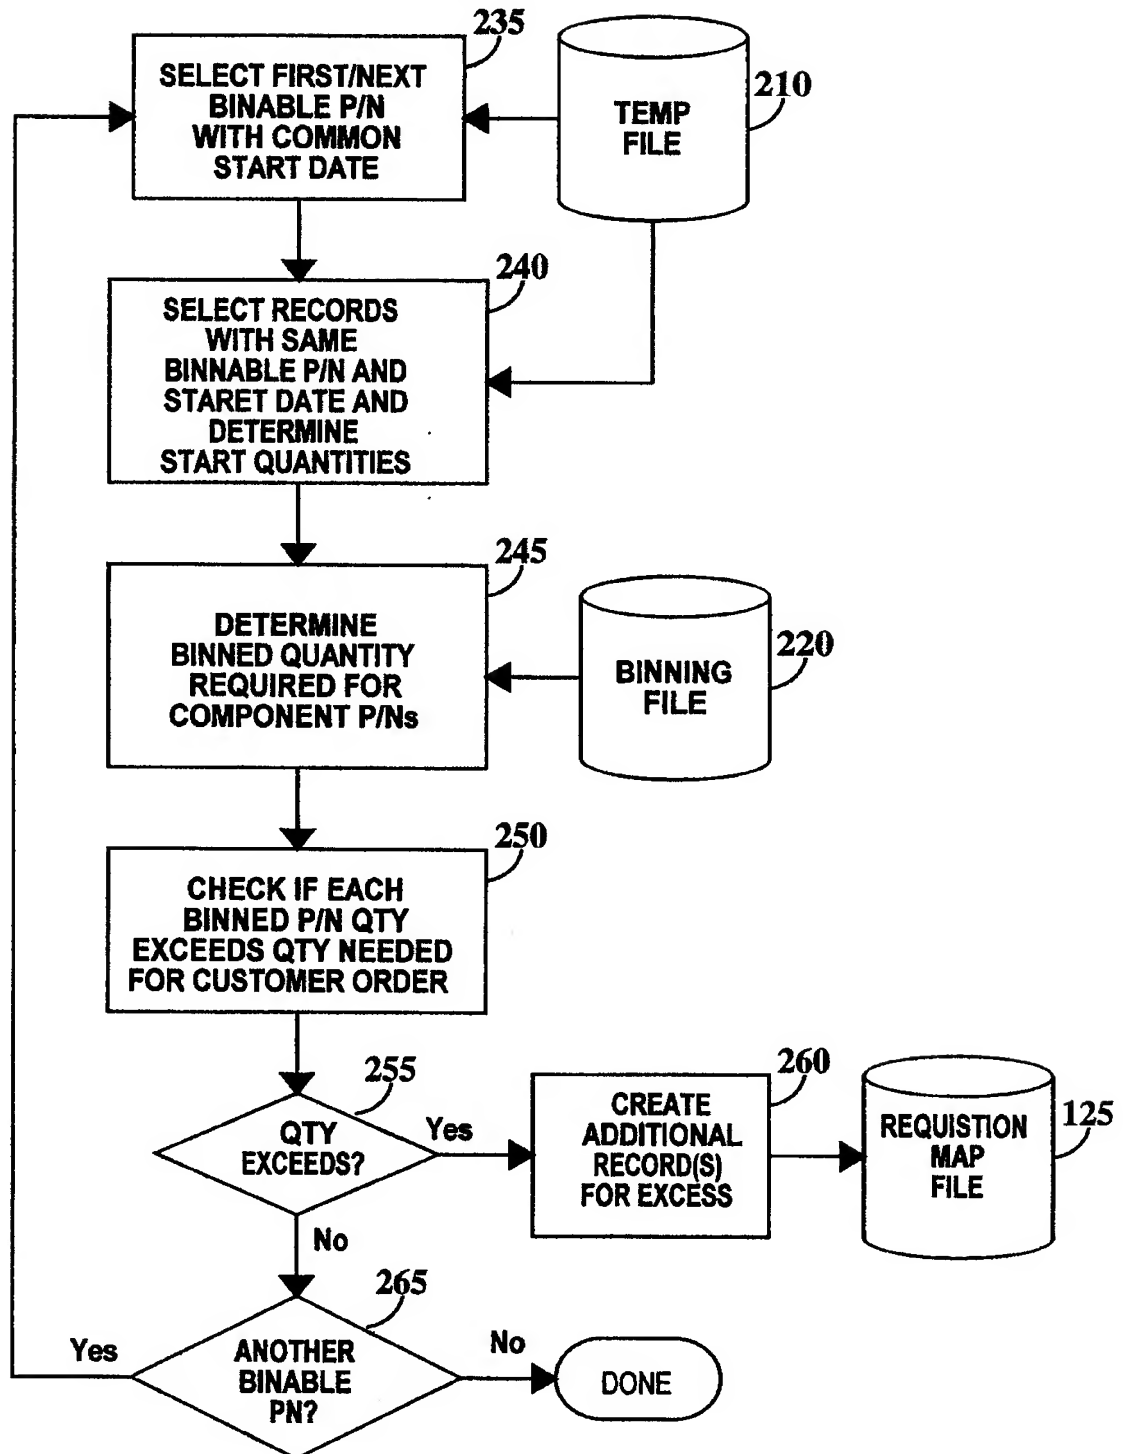 235
SELECT FIRST/NEXT
BINABLE P/N
WITH COMMON
START DATE
TEMP
FILE
210
240
SELECT RECORDS
WITH SAME
BINNABLE P/N AND
STARET DATE AND
DETERMINE
START QUANTITIES
245
DETERMINE
BINNED QUANTITY
REQUIRED FOR
COMPONENT P/Ns
BINNING
FILE
220
250
CHECK IF EACH
BINNED P/N QTY
EXCEEDS QTY NEEDED
FOR CUSTOMER ORDER
255
QTY
EXCEEDS?
Yes
No
260
CREATE
ADDITIONAL
RECORD(S)
FOR EXCESS
REQUISTION
MAP
FILE
125
265
ANOTHER
BINABLE
PN?
Yes
No
DONE